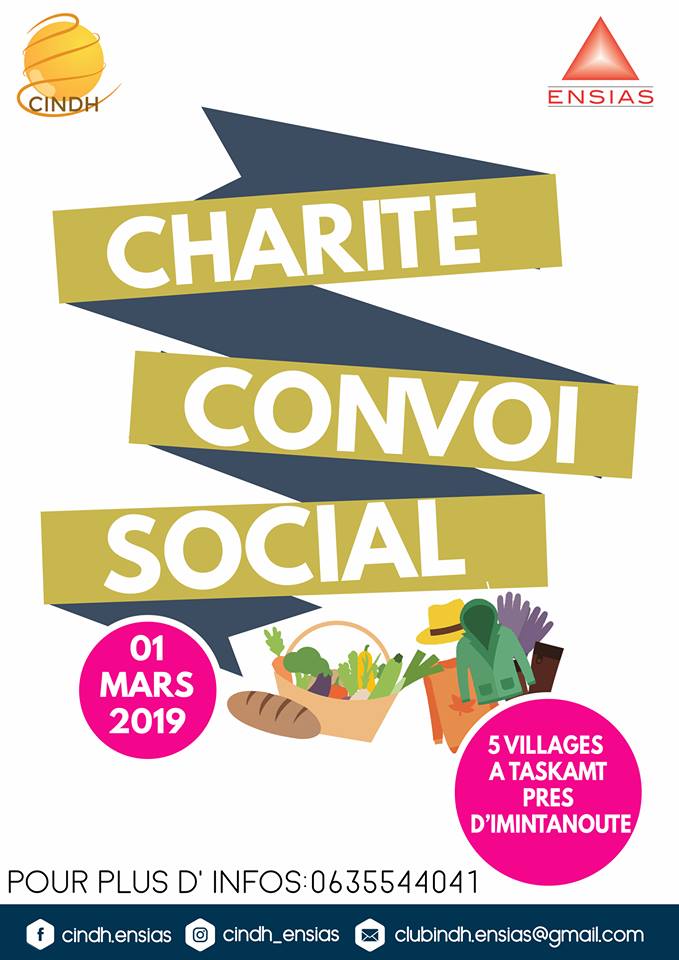 CINDH
ENSIAS
CHARITE
CONVOI
SOCIAL
01
MARS
2019
5 VILLAGES
A TASKAMT
PRES
D'IMINTANOUTE
POUR PLUS D' INFOS:0635544041
cindh.ensias cindh_ensias clubindh.ensias@gmail.com